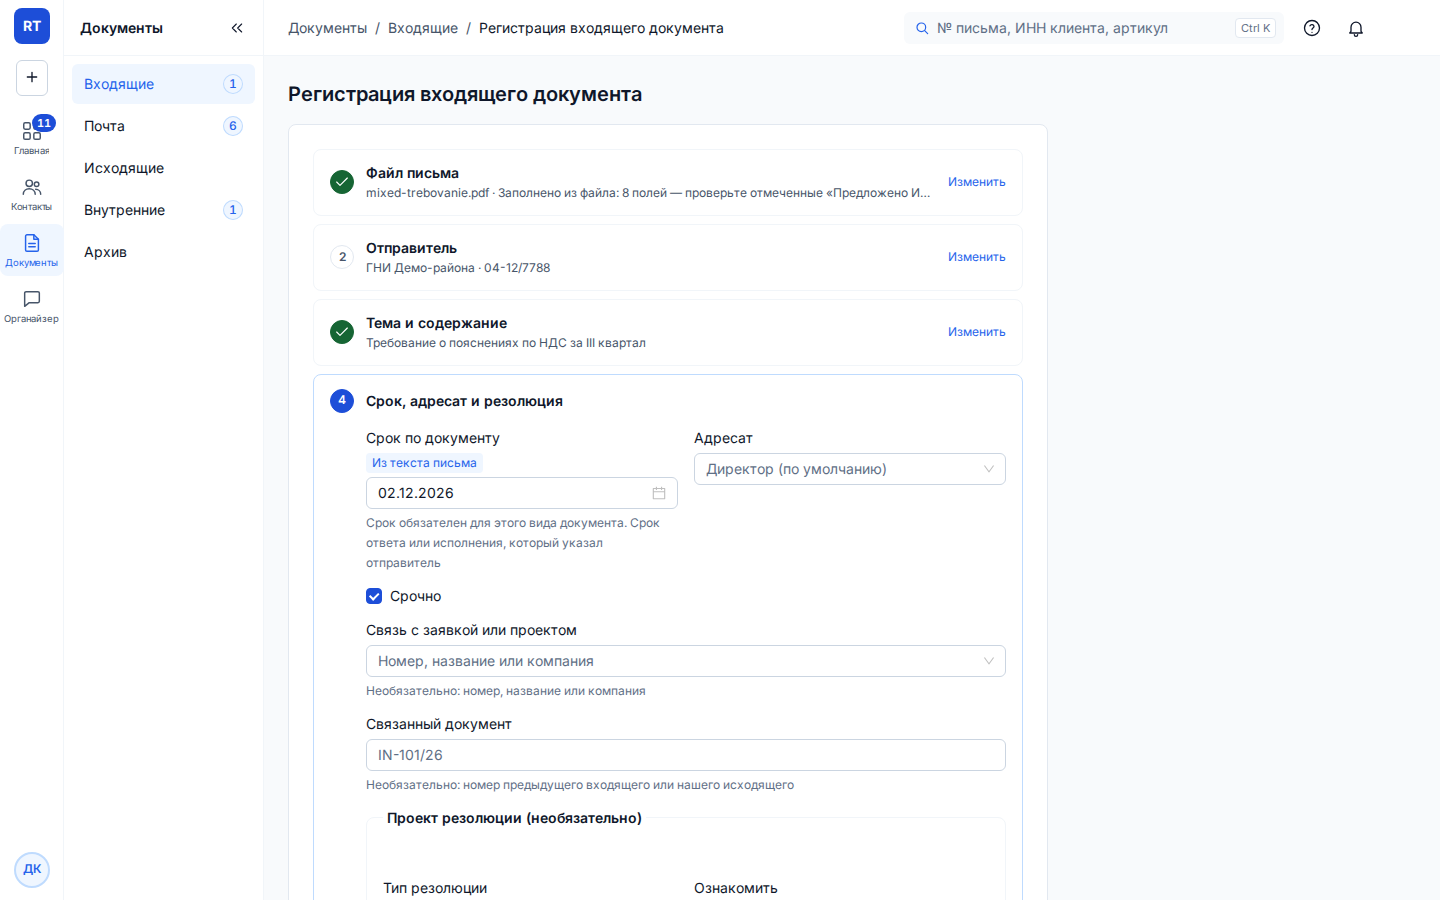 RT
Документы
Документы / Входящие / Регистрация входящего документа
№ письма, ИНН клиента, артикул
Ctrl K
11
Главная
Контакты
Документы
Органайзер
ДК
Входящие 1
Почта 6
Исходящие
Внутренние 1
Архив
Регистрация входящего документа
Файл письма
mixed-trebovanie.pdf · Заполнено из файла: 8 полей — проверьте отмеченные «Предложено И...
Изменить
2
Отправитель
ГНИ Демо-района · 04-12/7788
Изменить
Тема и содержание
Требование о пояснениях по НДС за III квартал
Изменить
4
Срок, адресат и резолюция
Срок по документу
Из текста письма
02.12.2026
Срок обязателен для этого вида документа. Срок
ответа или исполнения, который указал
отправитель
Адресат
Директор (по умолчанию)
Срочно
Связь с заявкой или проектом
Номер, название или компания
Необязательно: номер, название или компания
Связанный документ
IN-101/26
Необязательно: номер предыдущего входящего или нашего исходящего
Проект резолюции (необязательно)
Тип резолюции
Ознакомить